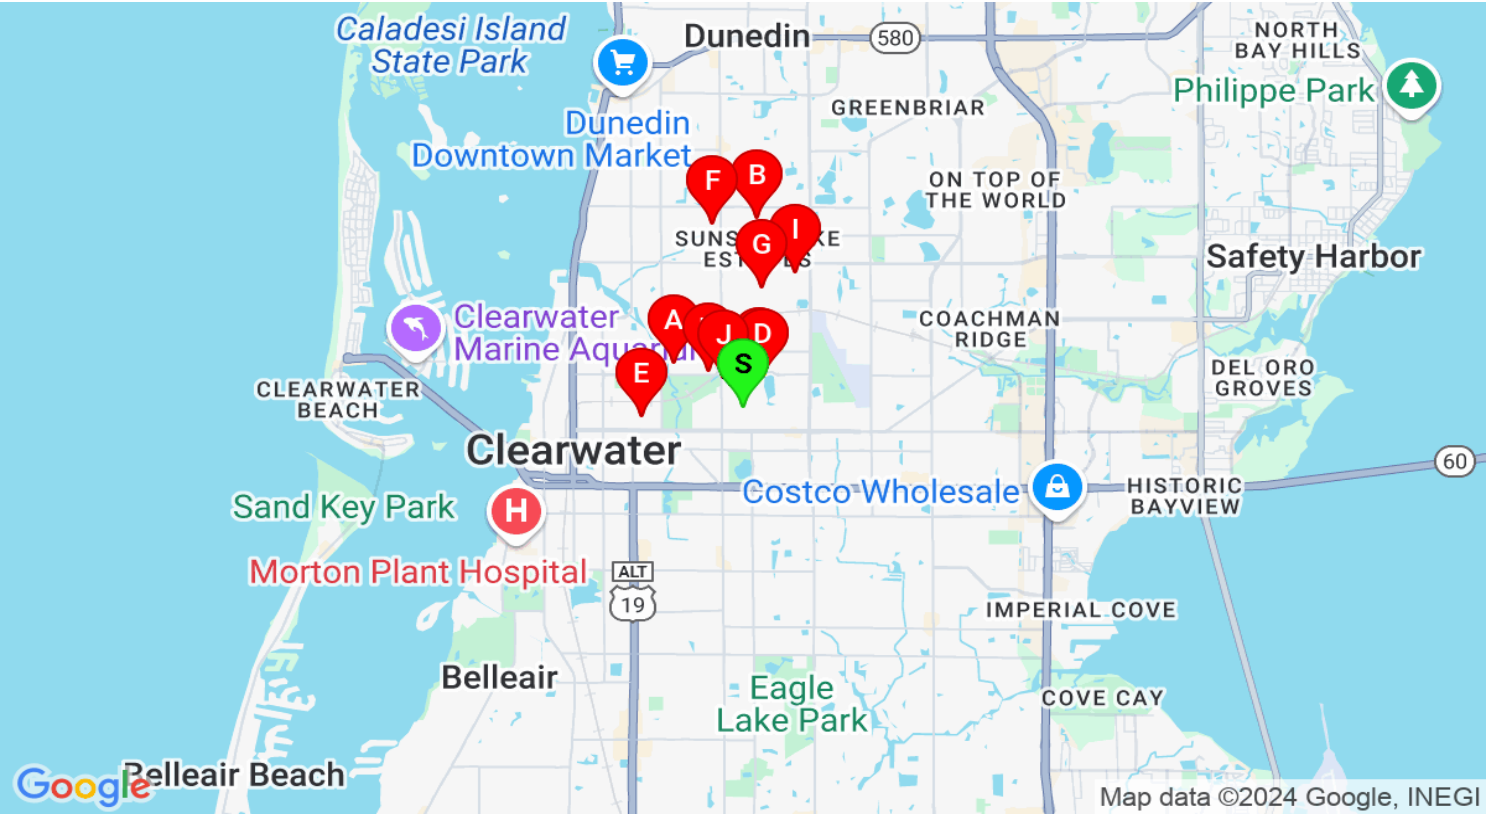 Caladesi Island
State Park
Dunedin
580
NORTH
BAY HILLS
Philippe Park
GREENBRIAR
Dunedin
Downtown Market
F
B
ON TOP OF
THE WORLD
I
G
Safety Harbor
Clearwater
Marine
A
J
D
S
E
COACHMAN
RIDGE
DEL ORO
GROVES
CLEARWATER
BEACH
Clearwater
60
Sand Key Park
H
Costco Wholesale
HISTORIC
BAYVIEW
Morton Plant Hospital
ALT
19
IMPERIAL COVE
Belleair
Eagle
Lake Park
COVE CAY
Google
Belleair Beach
Map data ©2024 Google, INEGI